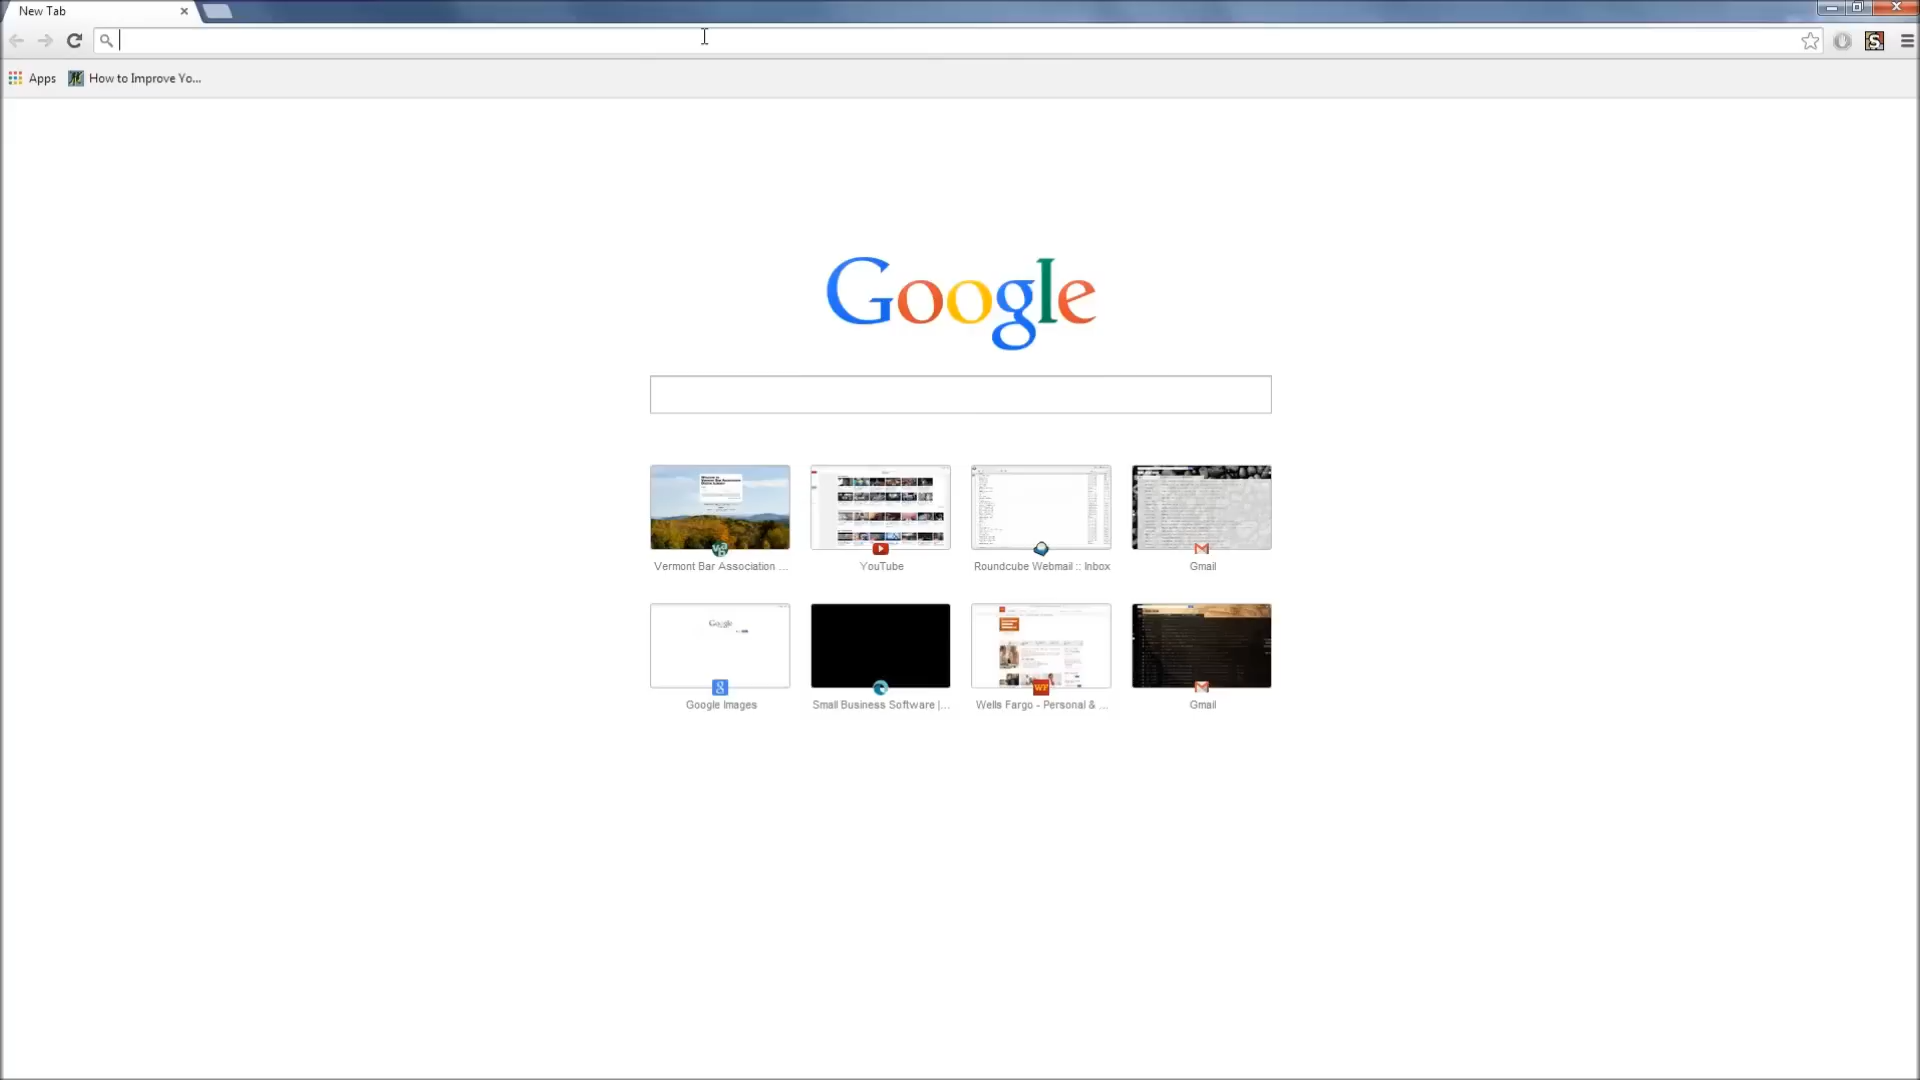 New Tab
Apps
How to Improve Yo...
Google
Vermont Bar Association ...
YouTube
Roundcube Webmail :: Inbox
Gmail
Google Images
Small Business Software |...
Wells Fargo - Personal & ...
Gmail